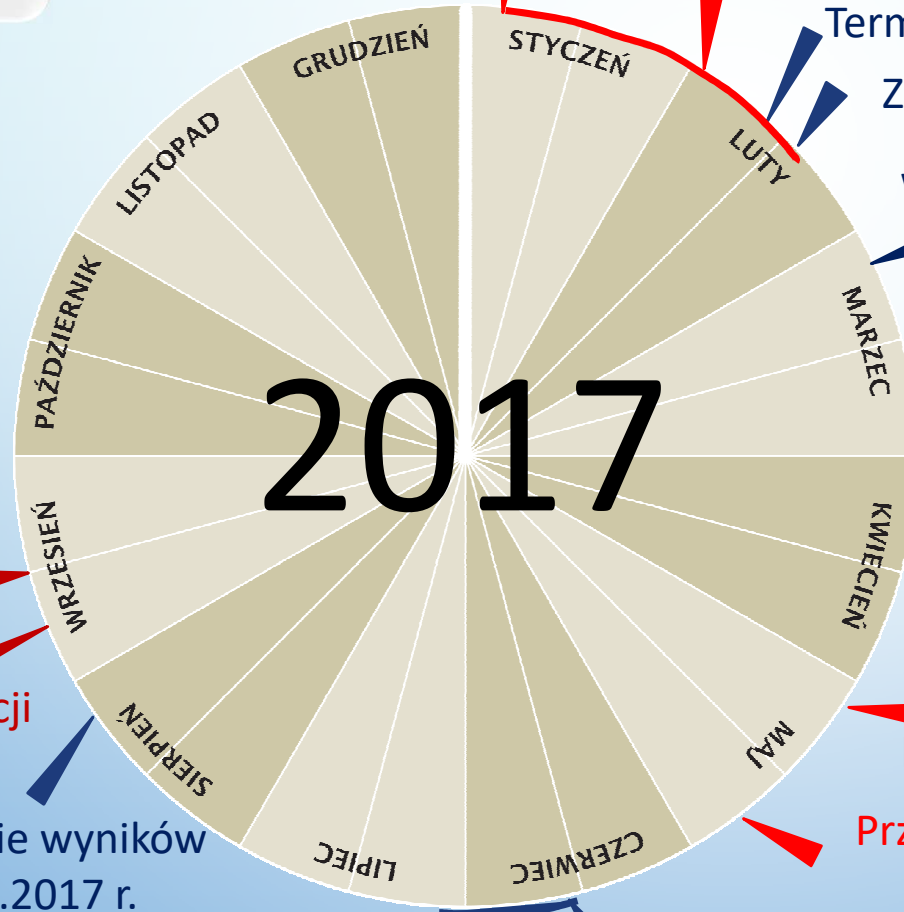 GRUDZIEŃ
STYCZEŃ
LUTY
MARZEC
KWIECIEŃ
MAJ
CZERWIEC
LIPIEC
SIERPIEŃ
WRZESIEŃ
PAŹDZIERNIK
LISTOPAD
2017
Term
Z
Prz
cji
ie wyników
.2017 r.